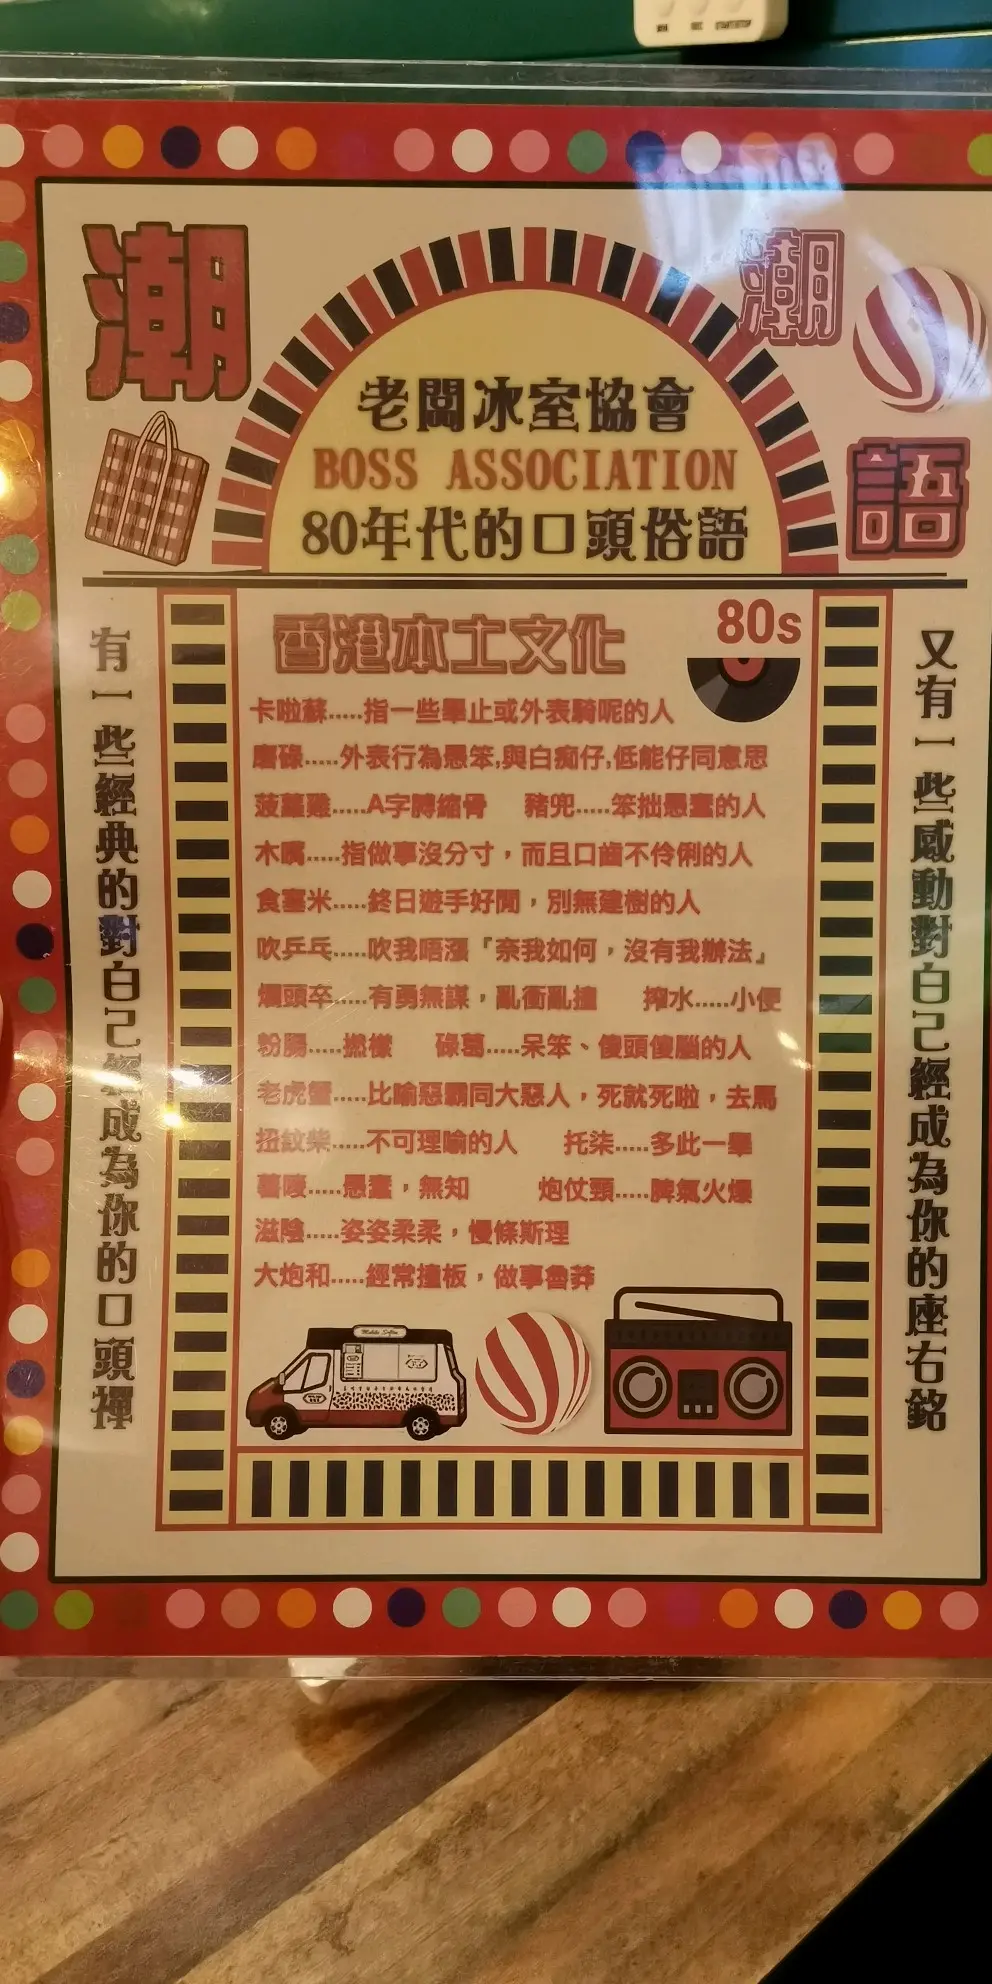 潮
潮
語
老闆冰室協會
BOSS ASSOCIATION
80年代的口頭俗語
有一些經典的對白已經成為你的口頭禪
又有一些感動對白已經成為你的座右銘
香港本土文化
80s
卡啦蘇.....指一些舉止或外表騎呢的人
磨碌.....外表行為愚笨,與白痴仔,低能仔同意思
菠蘿雞.....A字膊縮骨 豬兜.....笨拙愚蠢的人
木嘴.....指做事沒分寸，而且口齒不伶俐的人
食塞米.....終日遊手好閒，別無建樹的人
吹乒乓.....吹我唔漲「奈我如何，沒有我辦法」
爛頭卒.....有勇無謀，亂衝亂撞 搾水.....小便
粉腸.....撚樣 碌葛.....呆笨、傻頭傻腦的人
老虎蟹.....比喻惡霸同大惡人，死就死啦，去馬
扭紋柴.....不可理喻的人 托柒.....多此一舉
薯嘜.....愚蠢，無知 炮仗頸.....脾氣火爆
滋陰.....姿姿柔柔，慢條斯理
大炮和.....經常撞板，做事魯莽